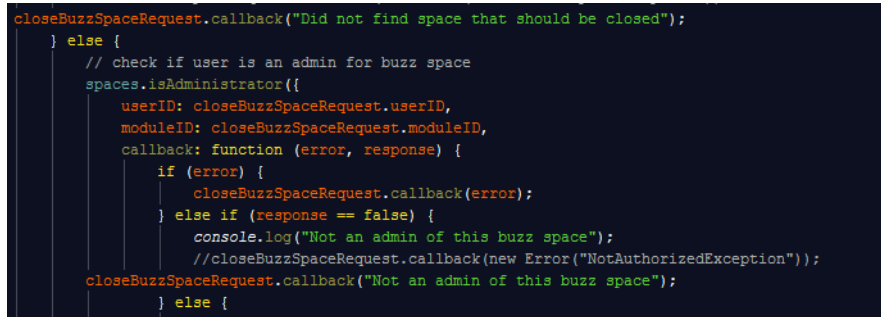 closeBuzzSpaceRequest.callback("Did not find space that should be closed");
} else {
// check if user is an admin for buzz space
spaces.isAdministrator({
userID: closeBuzzSpaceRequest.userID,
moduleID: closeBuzzSpaceRequest.moduleID,
callback: function (error, response) {
if (error) {
closeBuzzSpaceRequest.callback(error);
} else if (response == false) {
console.log("Not an admin of this buzz space");
//closeBuzzSpaceRequest.callback(new Error("NotAuthorizedException"));
closeBuzzSpaceRequest.callback("Not an admin of this buzz space");
} else {